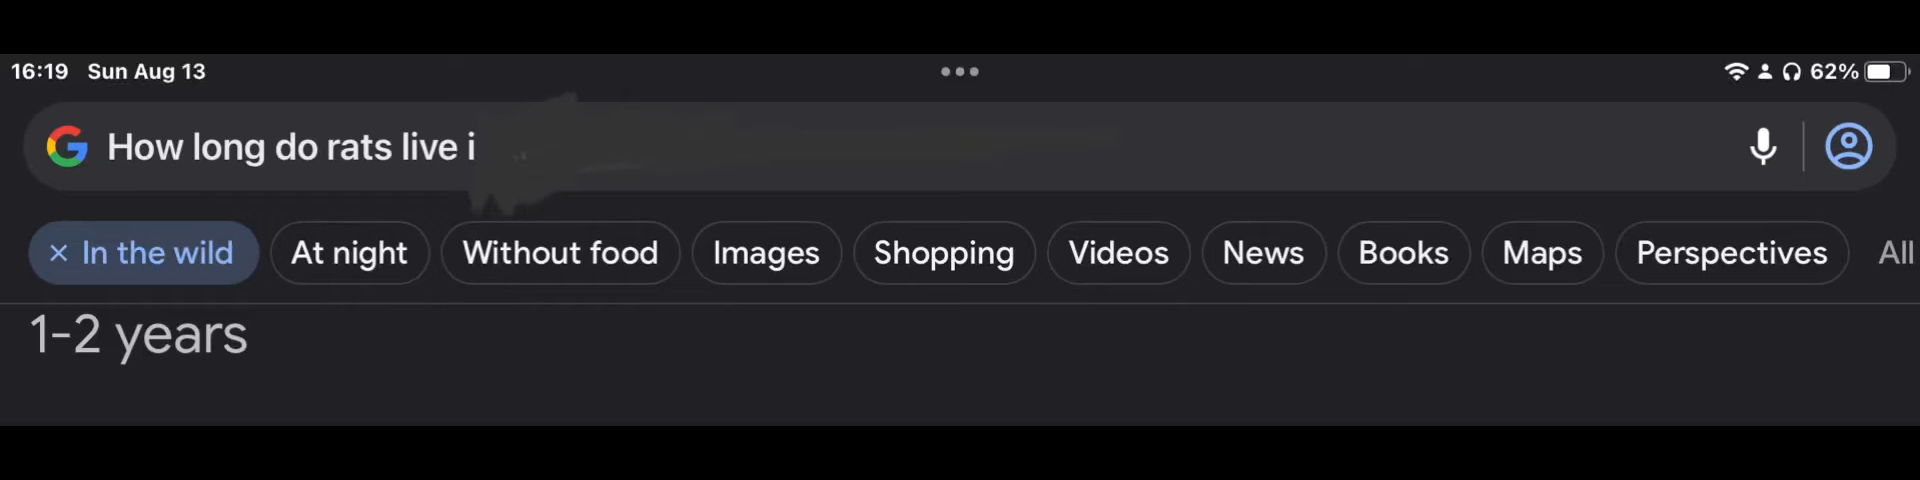 16:19 Sun Aug 13 62%
How long do rats live i
× In the wild At night Without food Images Shopping Videos News Books Maps Perspectives All
1-2 years